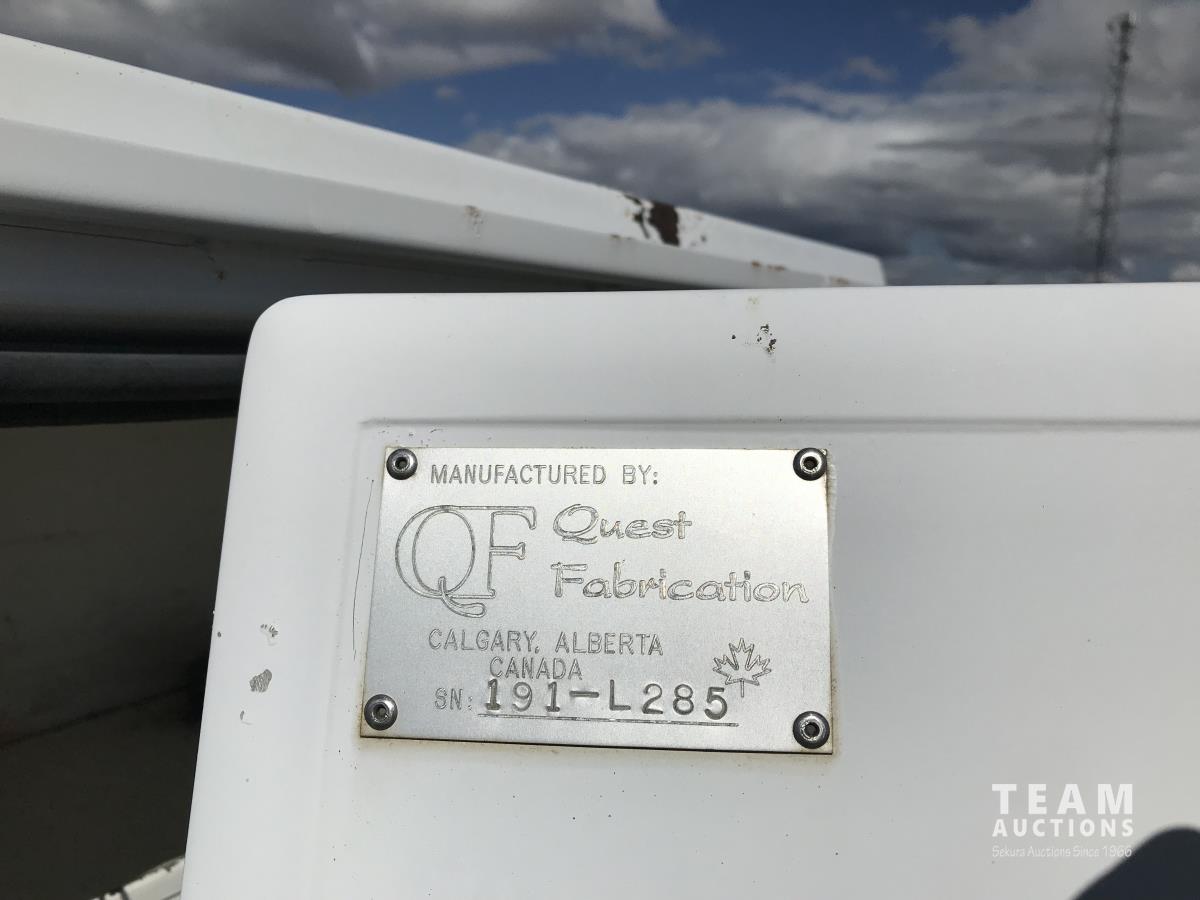 MANUFACTURED BY:
QF Quest
Fabrication
CALGARY, ALBERTA
CANADA
SN: 191-L285
TEAM
AUCTIONS
Sekura Auctions Since 1966